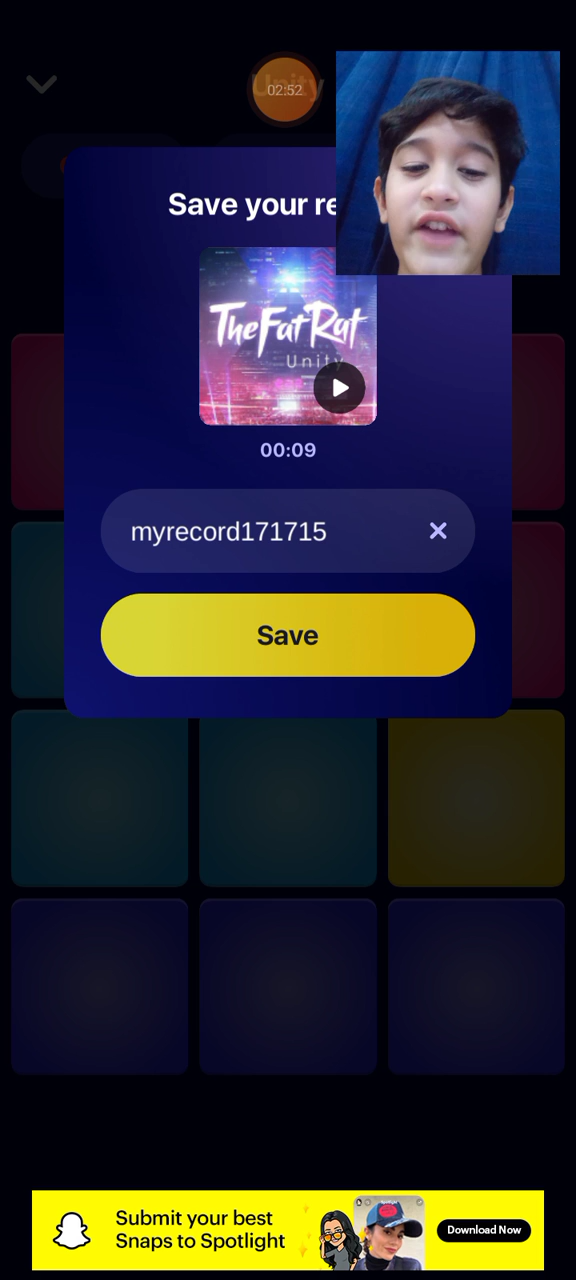 Unity
02:52
Save your re
TheFatRat
Unity
00:09
myrecord171715
Save
Submit your best
Snaps to Spotlight
Download Now